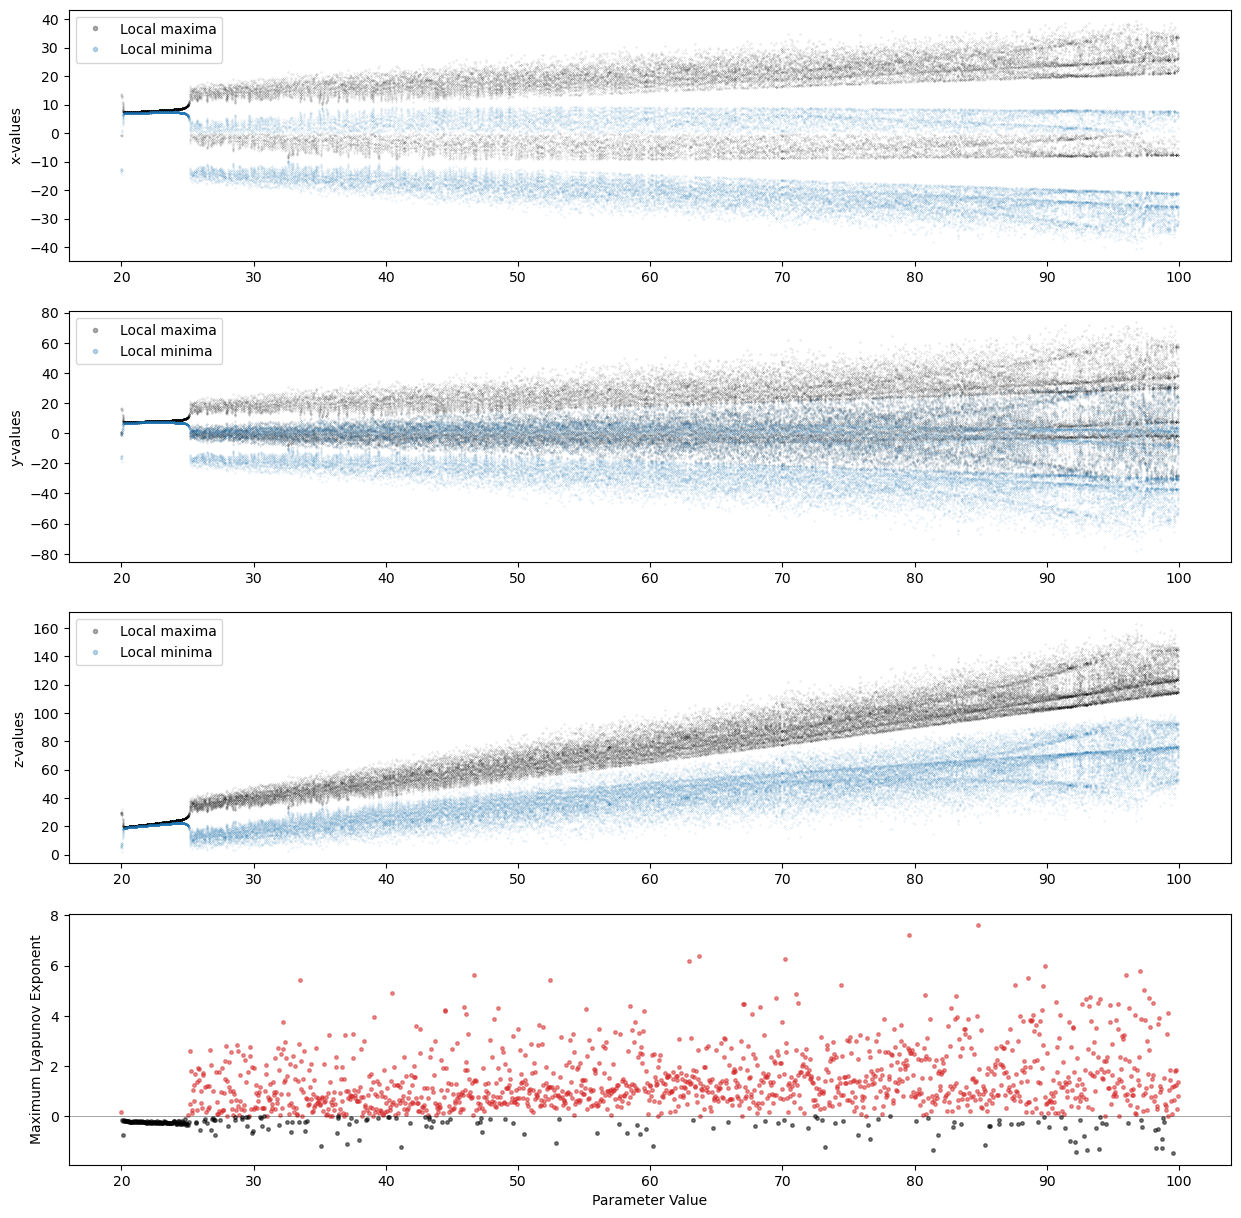 40
30
20
10
0
−10
−20
−30
−40
x-values
Local maxima
Local minima
20 30 40 50 60 70 80 90 100
80
60
40
20
0
−20
−40
−60
−80
y-values
Local maxima
Local minima
20 30 40 50 60 70 80 90 100
160
140
120
100
80
60
40
20
0
z-values
Local maxima
Local minima
20 30 40 50 60 70 80 90 100
8
6
4
2
0
Maximum Lyapunov Exponent
20 30 40 50 60 70 80 90 100
Parameter Value